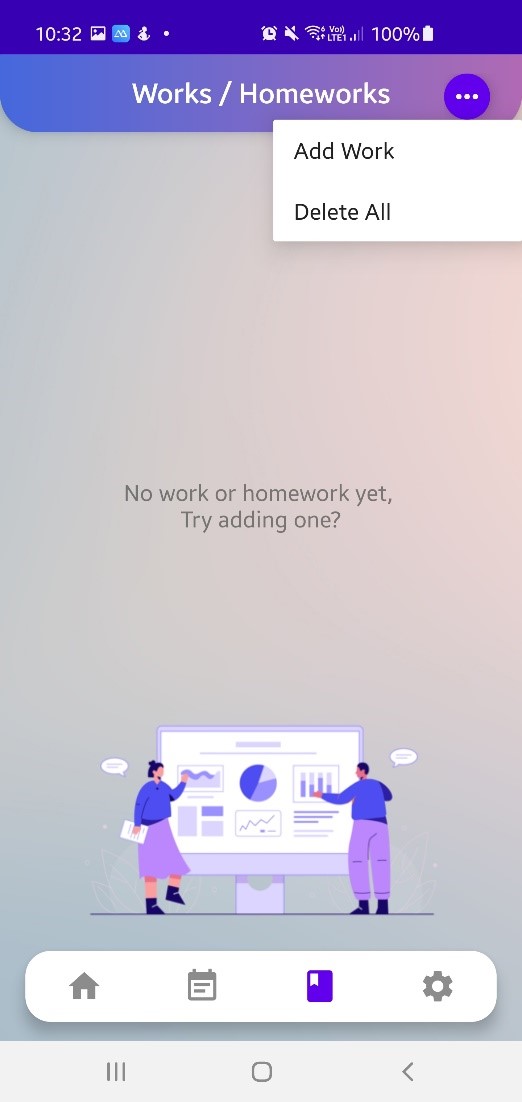 10:32
Vo)) LTE1 100%
Works / Homeworks
Add Work
Delete All
No work or homework yet,
Try adding one?